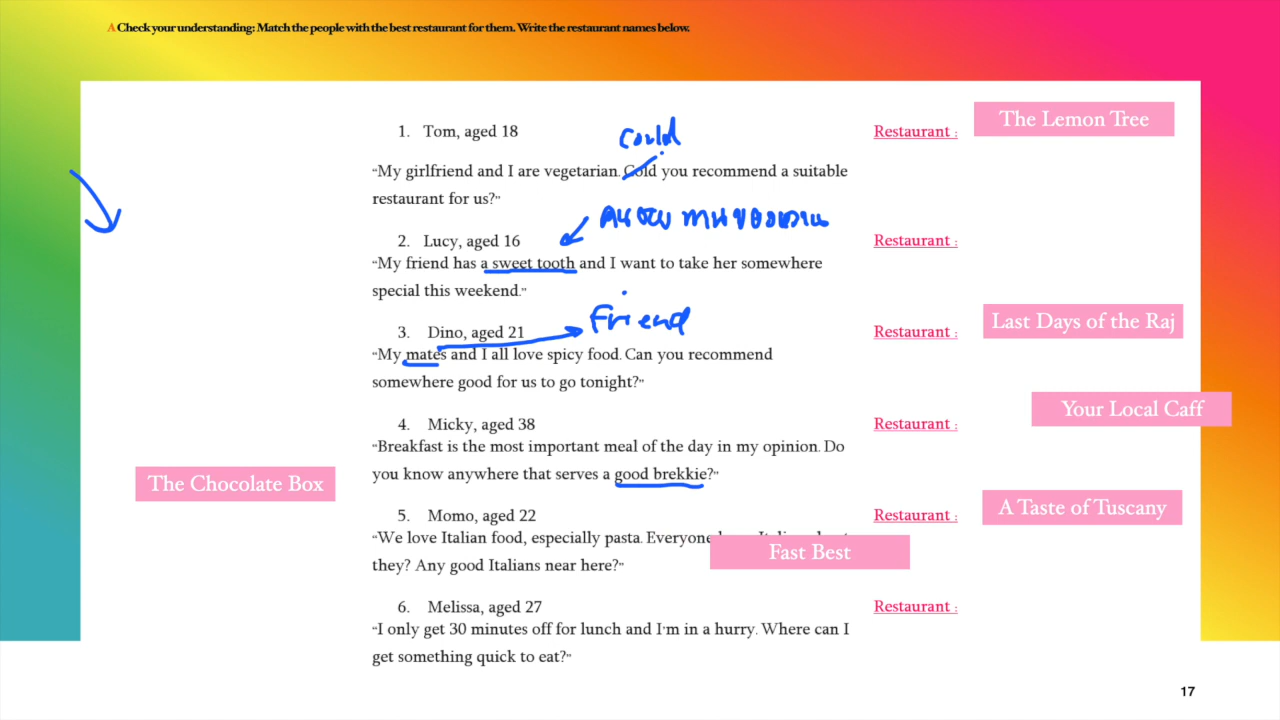 A Check your understanding: Match the people with the best restaurant for them. Write the restaurant names below.
1. Tom, aged 18
Restaurant :
The Lemon Tree
could
"My girlfriend and I are vegetarian. Cold you recommend a suitable
restaurant for us?"
2. Lucy, aged 16
Restaurant :
"My friend has a sweet tooth and I want to take her somewhere
special this weekend."
3. Dino, aged 21
Friend
Restaurant :
Last Days of the Raj
"My mates and I all love spicy food. Can you recommend
somewhere good for us to go tonight?"
4. Micky, aged 38
Restaurant :
Your Local Caff
"Breakfast is the most important meal of the day in my opinion. Do
you know anywhere that serves a good brekkie?"
The Chocolate Box
5. Momo, aged 22
Restaurant :
A Taste of Tuscany
"We love Italian food, especially pasta. Everyone
they? Any good Italians near here?"
Fast Best
6. Melissa, aged 27
Restaurant :
"I only get 30 minutes off for lunch and I'm in a hurry. Where can I
get something quick to eat?"
17